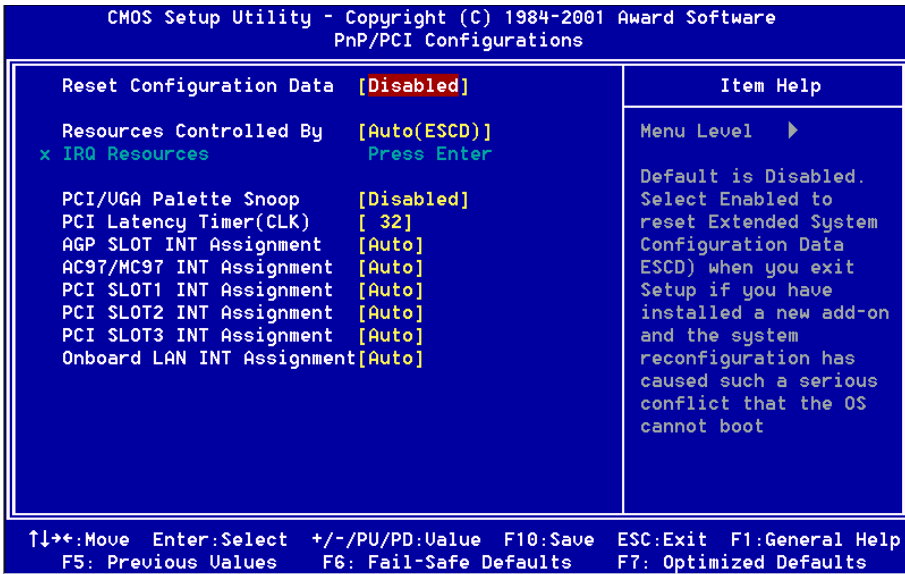 CMOS Setup Utility - Copyright (C) 1984-2001 Award Software
PnP/PCI Configurations
Reset Configuration Data [Disabled]
Resources Controlled By [Auto(ESCD)]
x IRQ Resources Press Enter
PCI/VGA Palette Snoop [Disabled]
PCI Latency Timer(CLK) [ 32]
AGP SLOT INT Assignment [Auto]
AC97/MC97 INT Assignment [Auto]
PCI SLOT1 INT Assignment [Auto]
PCI SLOT2 INT Assignment [Auto]
PCI SLOT3 INT Assignment [Auto]
Onboard LAN INT Assignment[Auto]
Item Help
Menu Level ▶
Default is Disabled.
Select Enabled to
reset Extended System
Configuration Data
ESCD) when you exit
Setup if you have
installed a new add-on
and the system
reconfiguration has
caused such a serious
conflict that the OS
cannot boot
↑↓→←:Move Enter:Select +/-/PU/PD:Value F10:Save ESC:Exit F1:General Help
F5: Previous Values F6: Fail-Safe Defaults F7: Optimized Defaults